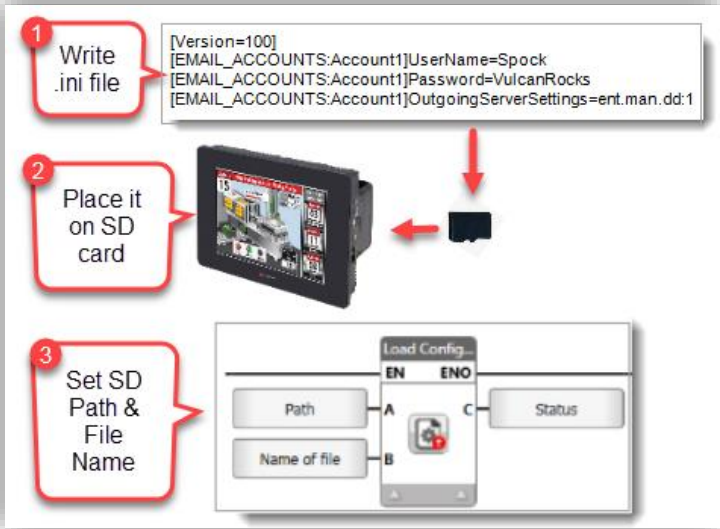 1
Write
.ini file
[Version=100]
[EMAIL_ACCOUNTS:Account1]UserName=Spock
[EMAIL_ACCOUNTS:Account1]Password=VulcanRocks
[EMAIL_ACCOUNTS:Account1]OutgoingServerSettings=ent.man.dd:1
2
Place it
on SD
card
15
3
Set SD
Path &
File
Name
Load Config...
EN ENO
Path A C Status
Name of file B